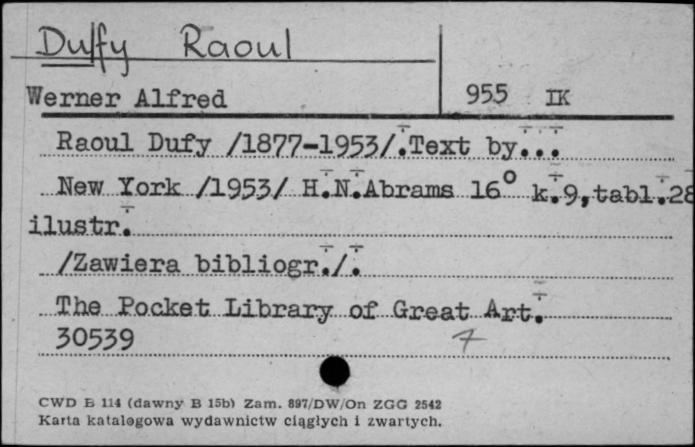 Dufy Raoul
Werner Alfred 955 IK
Raoul Dufy /1877-1953/.Text by...
New York /1953/ H.N.Abrams 16° k.9,tabl.28
ilustr.
/Zawiera bibliogr./.
The Pocket Library of Great Art.
30539 7
CWD B 114 (dawny B 15b) Zam. 897/DW/On ZGG 2542
Karta katalogowa wydawnictw ciągłych i zwartych.